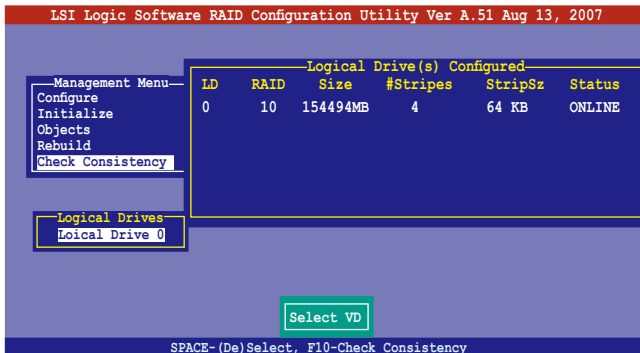 LSI Logic Software RAID Configuration Utility Ver A.51 Aug 13, 2007
Logical Drive(s) Configured
LD RAID Size #Stripes StripSz Status
0 10 154494MB 4 64 KB ONLINE
Management Menu
Configure
Initialize
Objects
Rebuild
Check Consistency
Logical Drives
Loical Drive 0
Select VD
SPACE-(De)Select, F10-Check Consistency